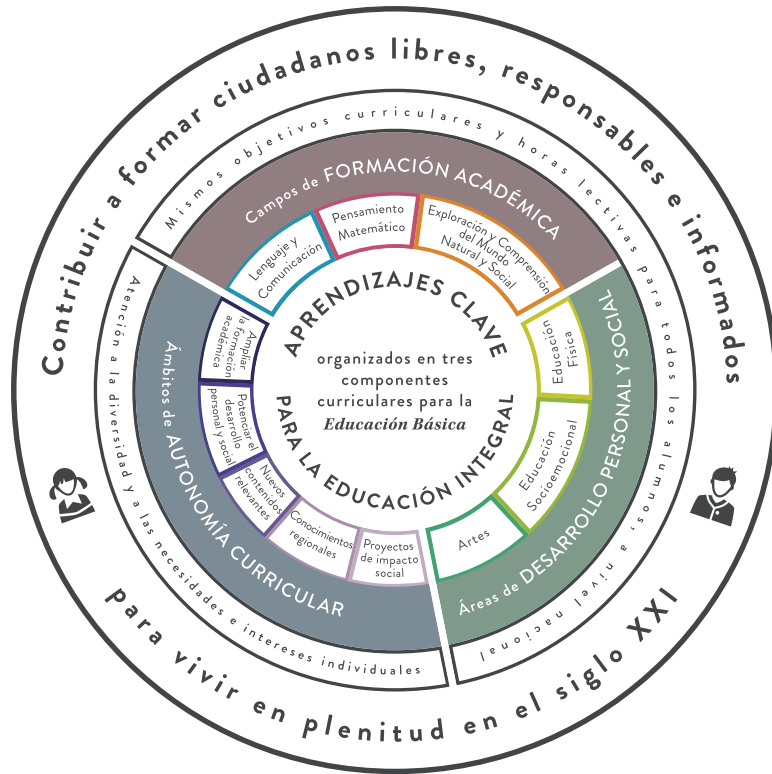 Contribuir a formar ciudadanos libres, responsables e informados
para vivir en plenitud en el siglo XXI
Mismos objetivos curriculares y horas lectivas para todos los alumnos, a nivel nacional
Atención a la diversidad y a las necesidades e intereses individuales
Campos de FORMACIÓN ACADÉMICA
Lenguaje y
Comunicación
Pensamiento
Matemático
Exploración y Comprensión
del Mundo
Natural y Social
Áreas de DESARROLLO PERSONAL Y SOCIAL
Educación
Física
Educación
Socioemocional
Artes
Ámbitos de AUTONOMÍA CURRICULAR
Ampliar
la formación
académica
Potenciar el
desarrollo
personal y social
Nuevos
contenidos
relevantes
Conocimientos
regionales
Proyectos
de impacto
social
APRENDIZAJES CLAVE
organizados en tres
componentes
curriculares para la
Educación Básica
PARA LA EDUCACIÓN INTEGRAL